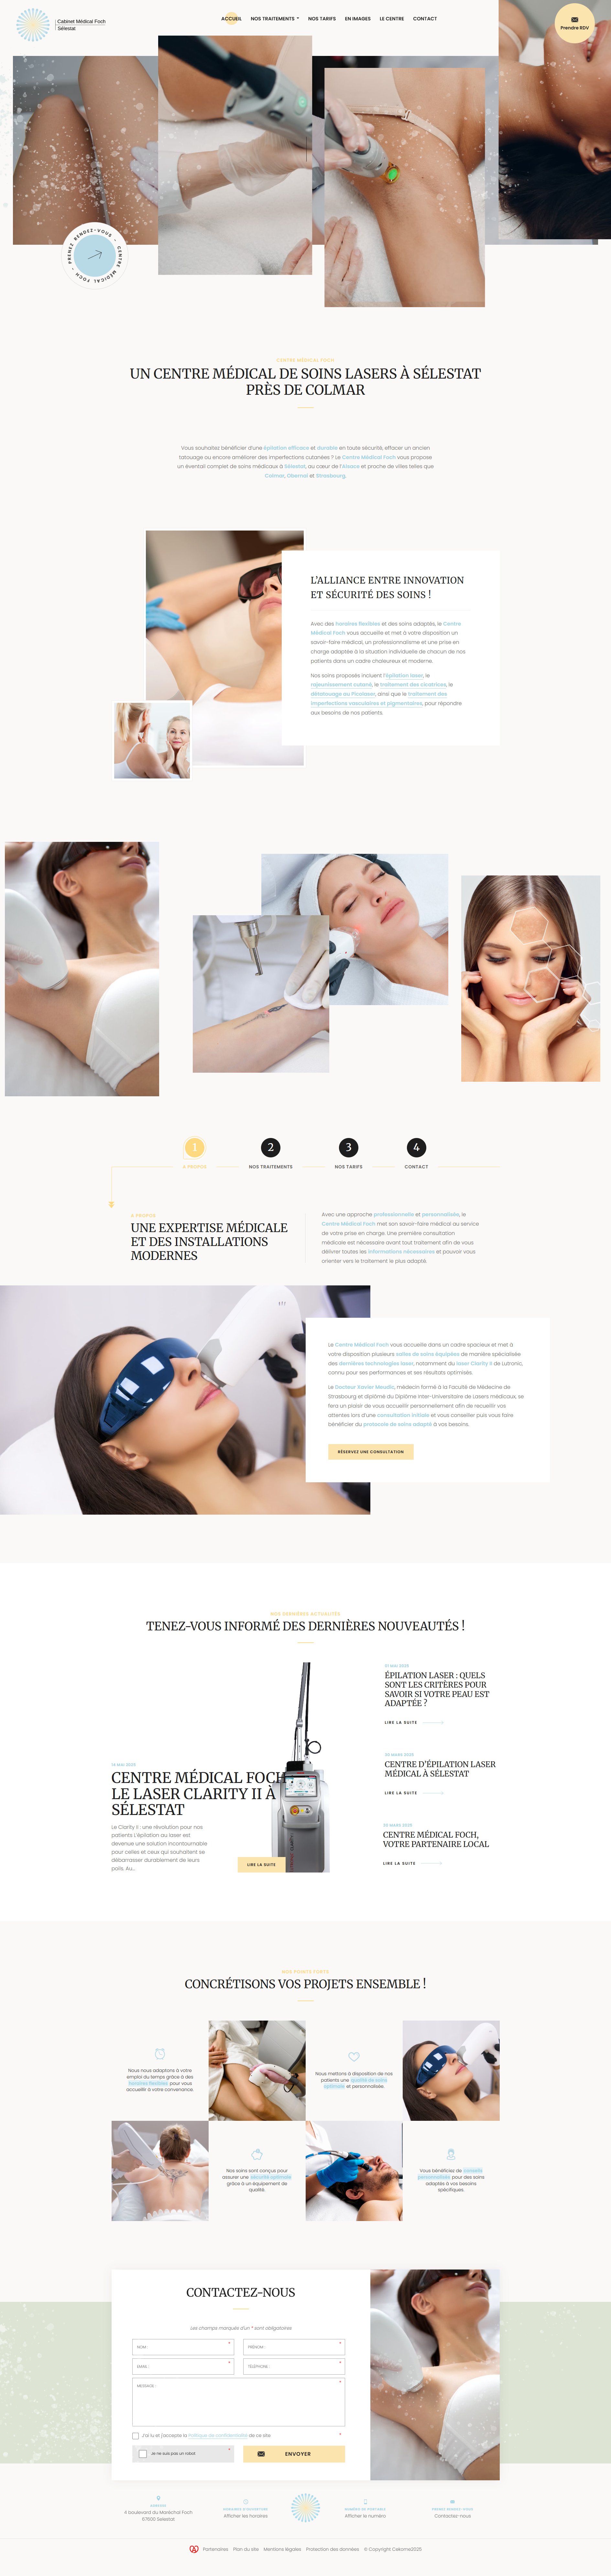 Cabinet Médical Foch
Sélestat
ACCUEIL
NOS TRAITEMENTS
NOS TARIFS
EN IMAGES
LE CENTRE
CONTACT
Prendre RDV
PRENEZ RENDEZ-VOUS • CENTRE MÉDICAL FOCH •
CENTRE MÉDICAL FOCH
UN CENTRE MÉDICAL DE SOINS LASERS À SÉLESTAT
PRÈS DE COLMAR
Vous souhaitez bénéficier d'une épilation efficace et durable en toute sécurité, effacer un ancien
tatouage ou encore améliorer des imperfections cutanées ? Le Centre Médical Foch vous propose
un éventail complet de soins médicaux à Sélestat, au cœur de l'Alsace et proche de villes telles que
Colmar, Obernai et Strasbourg.
L'ALLIANCE ENTRE INNOVATION
ET SÉCURITÉ DES SOINS !
Avec des horaires flexibles et des soins adaptés, le Centre
Médical Foch vous accueille et met à votre disposition un
savoir-faire médical, un professionnalisme et une prise en
charge adaptée à la situation individuelle de chacun de nos
patients dans un cadre chaleureux et moderne.
Nos soins proposés incluent l'épilation laser, le
rajeunissement cutané, le traitement des cicatrices, le
détatouage au Picolaser, ainsi que le traitement des
imperfections vasculaires et pigmentaires, pour répondre
aux besoins de nos patients.
1
2
3
4
A PROPOS
NOS TRAITEMENTS
NOS TARIFS
CONTACT
A PROPOS
UNE EXPERTISE MÉDICALE
ET DES INSTALLATIONS
MODERNES
Avec une approche professionnelle et personnalisée, le
Centre Médical Foch met son savoir-faire médical au service
de votre prise en charge. Une première consultation
médicale est nécessaire avant tout traitement afin de vous
délivrer toutes les informations nécessaires et pouvoir vous
orienter vers le traitement le plus adapté.
Le Centre Médical Foch vous accueille dans un cadre spacieux et met à
votre disposition plusieurs salles de soins équipées de manière spécialisée
des dernières technologies laser, notamment du laser Clarity II de Lutronic,
connu pour ses performances et ses résultats optimisés.
Le Docteur Xavier Meudic, médecin formé à la Faculté de Médecine de
Strasbourg et diplômé du Diplôme Inter-Universitaire de Lasers médicaux, se
fera un plaisir de vous accueillir personnellement afin de recueillir vos
attentes lors d'une consultation initiale et vous conseiller puis vous faire
bénéficier du protocole de soins adapté à vos besoins.
RÉSERVEZ UNE CONSULTATION
NOS DERNIÈRES ACTUALITÉS
TENEZ-VOUS INFORMÉ DES DERNIÈRES NOUVEAUTÉS !
CENTRE MÉDICAL FOCH
LE LASER CLARITY II À
SÉLESTAT
Le Clarity II : une révolution pour nos
patients L'épilation au laser est
devenue une solution incontournable
pour celles et ceux qui souhaitent se
débarrasser durablement de leurs
poils. Au...
LIRE LA SUITE
ÉPILATION LASER : QUELS
SONT LES CRITÈRES POUR
SAVOIR SI VOTRE PEAU EST
ADAPTÉE ?
LIRE LA SUITE
CENTRE D'ÉPILATION LASER
MÉDICAL À SÉLESTAT
LIRE LA SUITE
CENTRE MÉDICAL FOCH,
VOTRE PARTENAIRE LOCAL
LIRE LA SUITE
NOS POINTS FORTS
CONCRÉTISONS VOS PROJETS ENSEMBLE !
Nous nous adaptons à votre
emploi du temps grâce à des
horaires flexibles pour vous
accueillir à votre convenance.
Nous mettons à disposition de nos
patients une qualité de soins
optimale et personnalisée.
Nos soins sont conçus pour
assurer une sécurité optimale
grâce à un équipement de
qualité.
Vous bénéficiez de conseils
personnalisés pour des soins
adaptés à vos besoins
spécifiques.
CONTACTEZ-NOUS
Les champs marqués d'un * sont obligatoires
NOM :
*
PRÉNOM :
*
EMAIL :
*
TÉLÉPHONE :
*
MESSAGE :
*
J'ai lu et j'accepte la Politique de confidentialité de ce site
*
Je ne suis pas un robot
*
ENVOYER
ADRESSE
4 boulevard du Maréchal Foch
67600 Sélestat
HORAIRES D'OUVERTURE
Afficher les horaires
NUMÉRO DE PORTABLE
Afficher le numéro
PRENEZ RENDEZ-VOUS
Contactez-nous
Partenaires
Plan du site
Mentions légales
Protection des données
© Copyright Cekome2025